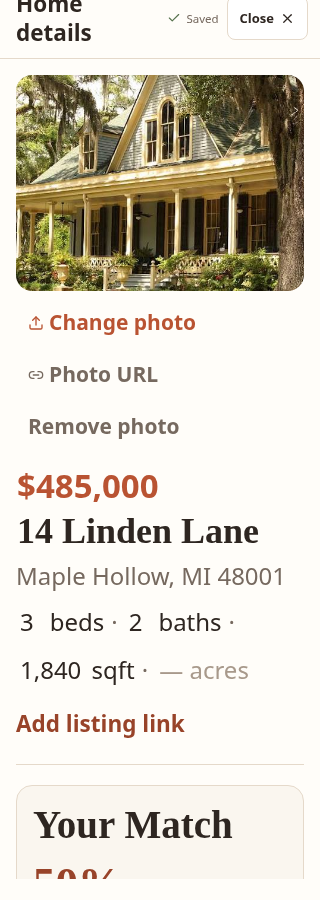 Home
details
Saved
Close
Change photo
Photo URL
Remove photo
$485,000
14 Linden Lane
Maple Hollow, MI 48001
3 beds · 2 baths ·
1,840 sqft · — acres
Add listing link
Your Match
50%